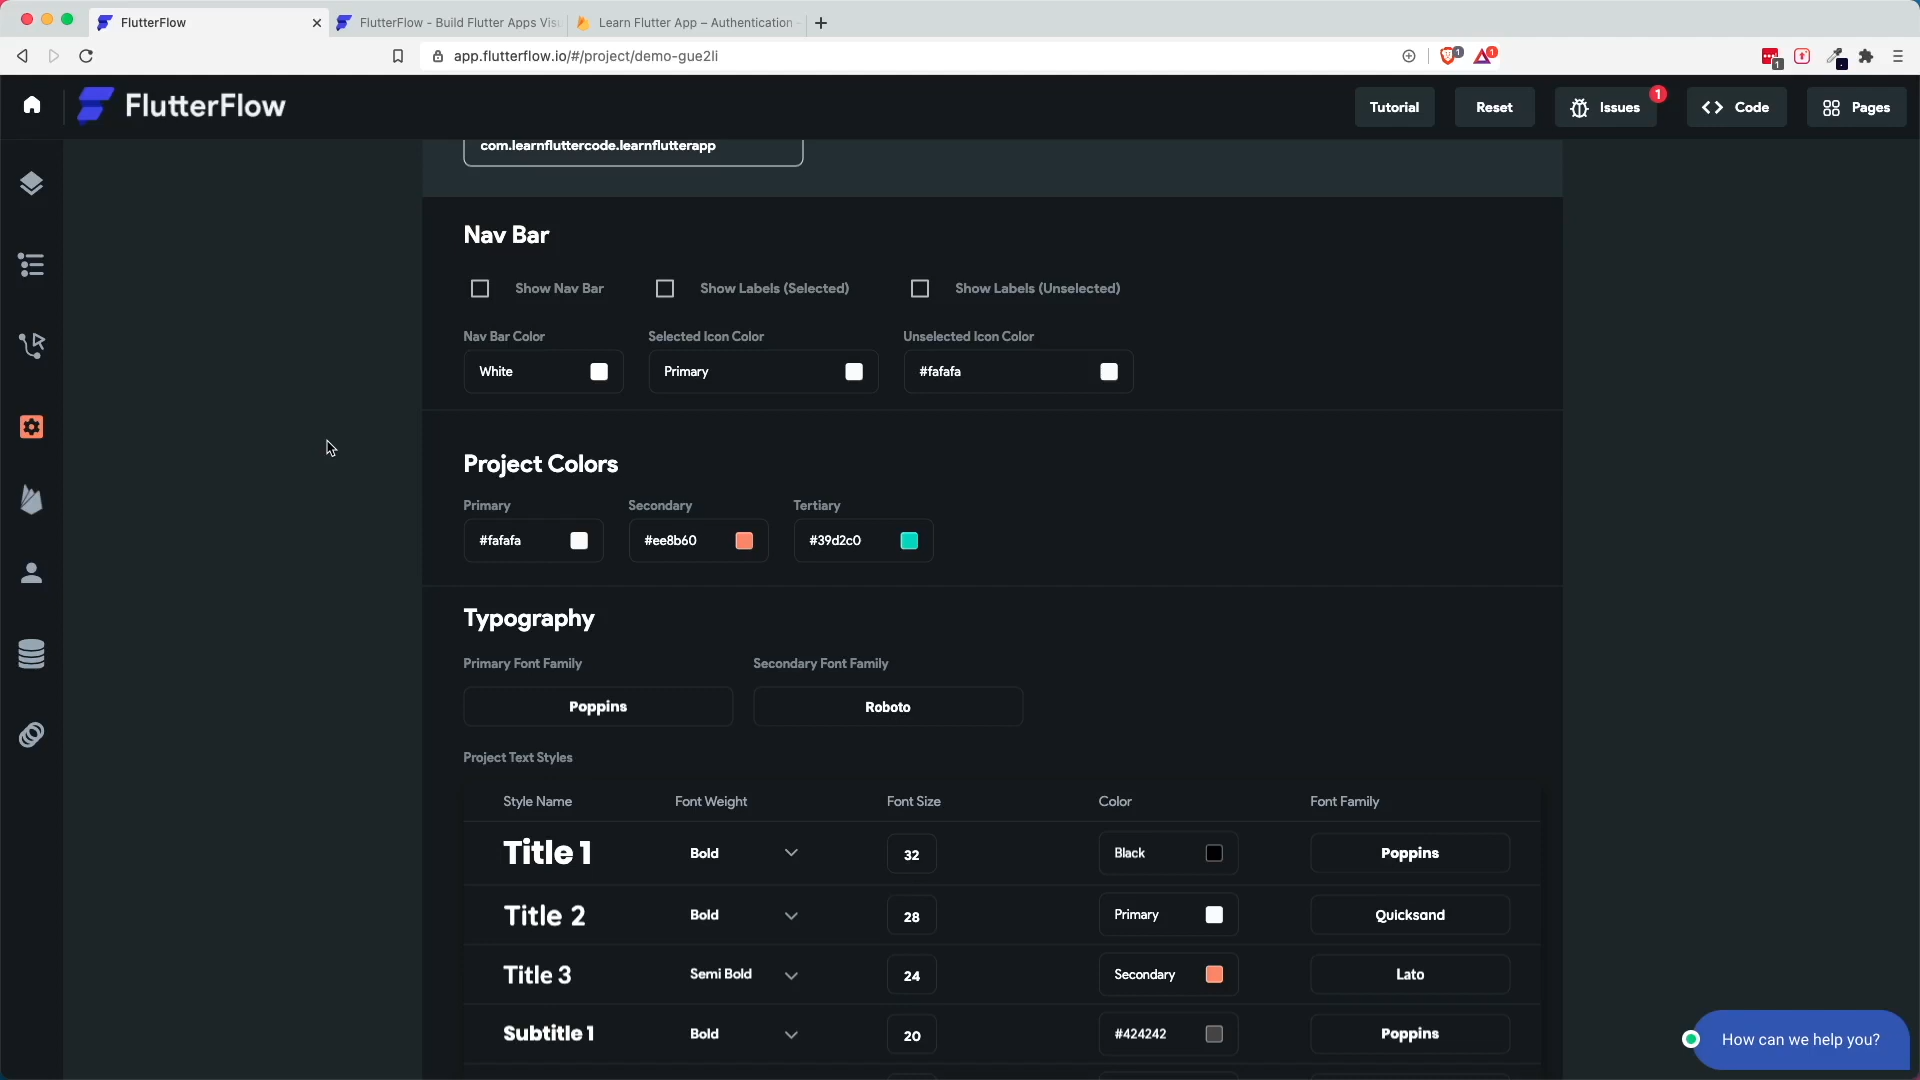 FlutterFlow
FlutterFlow - Build Flutter Apps Vis
Learn Flutter App – Authentication
app.flutterflow.io/#/project/demo-gue2li
1
1
1
FlutterFlow
Tutorial
Reset
Issues
1
Code
Pages
com.learnfluttercode.learnflutterapp
Nav Bar
Show Nav Bar
Show Labels (Selected)
Show Labels (Unselected)
Nav Bar Color
Selected Icon Color
Unselected Icon Color
White
Primary
#fafafa
Project Colors
Primary
Secondary
Tertiary
#fafafa
#ee8b60
#39d2c0
Typography
Primary Font Family
Secondary Font Family
Poppins
Roboto
Project Text Styles
Style Name
Font Weight
Font Size
Color
Font Family
Title 1
Bold
32
Black
Poppins
Title 2
Bold
28
Primary
Quicksand
Title 3
Semi Bold
24
Secondary
Lato
Subtitle 1
Bold
20
#424242
Poppins
How can we help you?